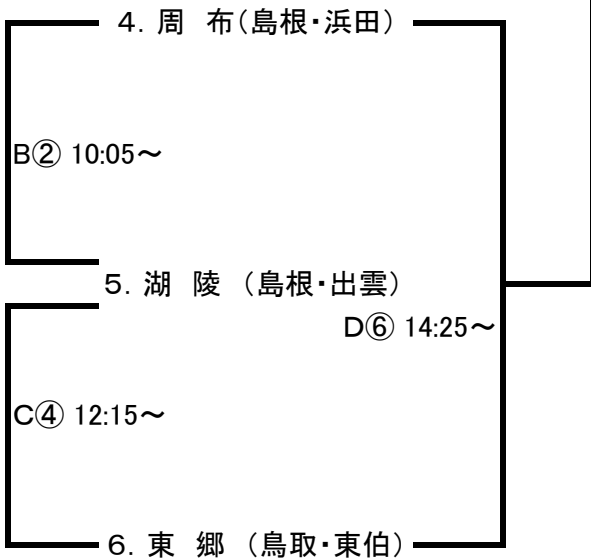 ４．周　布（島根・浜田）
B② 10:05～
５．湖　陵　（島根・出雲）
D⑥ 14:25～
C④ 12:15～
６．東　郷　（鳥取・東伯）